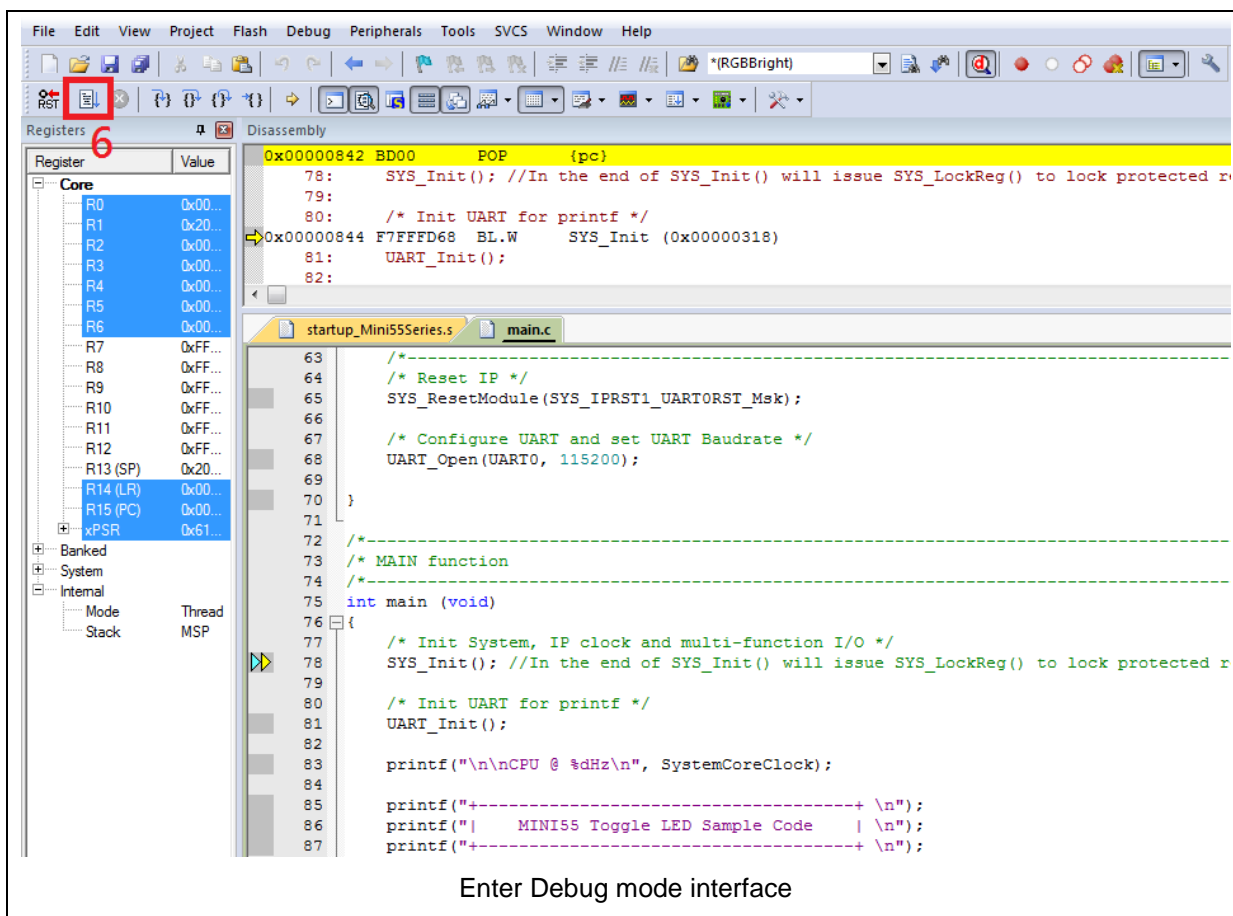 File Edit View Project Flash Debug Peripherals Tools SVCS Window Help
*(RGBBright)
RST
6
Registers
Register Value
Core
R0 0x00...
R1 0x20...
R2 0x00...
R3 0x00...
R4 0x00...
R5 0x00...
R6 0x00...
R7 0xFF...
R8 0xFF...
R9 0xFF...
R10 0xFF...
R11 0xFF...
R12 0xFF...
R13 (SP) 0x20...
R14 (LR) 0x00...
R15 (PC) 0x00...
xPSR 0x61...
Banked
System
Internal
Mode Thread
Stack MSP
Disassembly
0x00000842 BD00 POP {pc}
78: SYS_Init(); //In the end of SYS_Init() will issue SYS_LockReg() to lock protected r
79:
80: /* Init UART for printf */
0x00000844 F7FFFD68 BL.W SYS_Init (0x00000318)
81: UART_Init();
82:
startup_Mini55Series.s main.c
63 /*---------------------------------------------------------------------------
64 /* Reset IP */
65 SYS_ResetModule(SYS_IPRST1_UART0RST_Msk);
66
67 /* Configure UART and set UART Baudrate */
68 UART_Open(UART0, 115200);
69
70 }
71
72 /*---------------------------------------------------------------------------
73 /* MAIN function
74 /*---------------------------------------------------------------------------
75 int main (void)
76 {
77 /* Init System, IP clock and multi-function I/O */
78 SYS_Init(); //In the end of SYS_Init() will issue SYS_LockReg() to lock protected r
79
80 /* Init UART for printf */
81 UART_Init();
82
83 printf("\n\nCPU @ %dHz\n", SystemCoreClock);
84
85 printf("+-------------------------------------+ \n");
86 printf("| MINI55 Toggle LED Sample Code | \n");
87 printf("+-------------------------------------+ \n");
Enter Debug mode interface